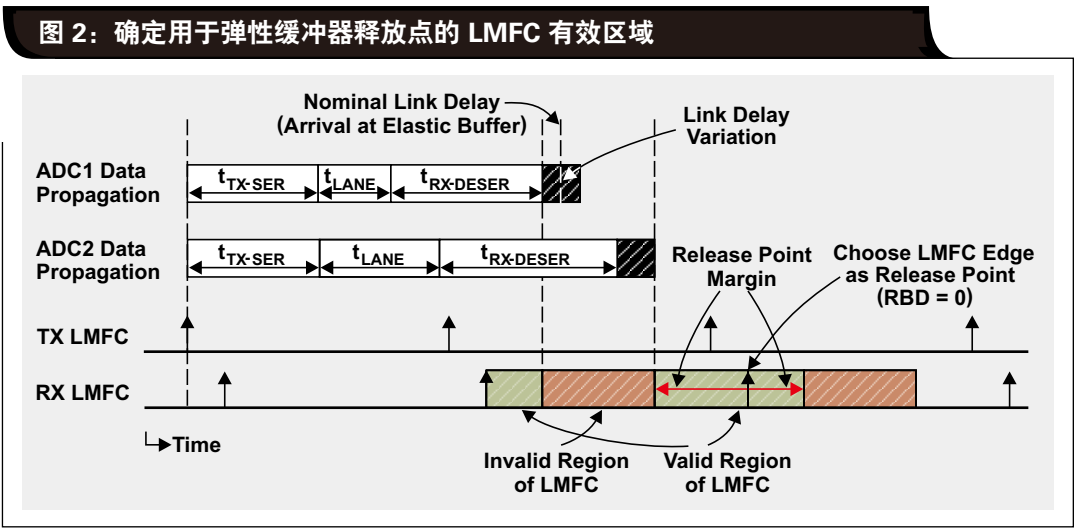 图 2：确定用于弹性缓冲器释放点的 LMFC 有效区域
Nominal Link Delay
(Arrival at Elastic Buffer)
Link Delay
Variation
ADC1 Data
Propagation
tTX-SER
tLANE
tRX-DESER
ADC2 Data
Propagation
tTX-SER
tLANE
tRX-DESER
Release Point
Margin
Choose LMFC Edge
as Release Point
(RBD = 0)
TX LMFC
RX LMFC
Time
Invalid Region
of LMFC
Valid Region
of LMFC